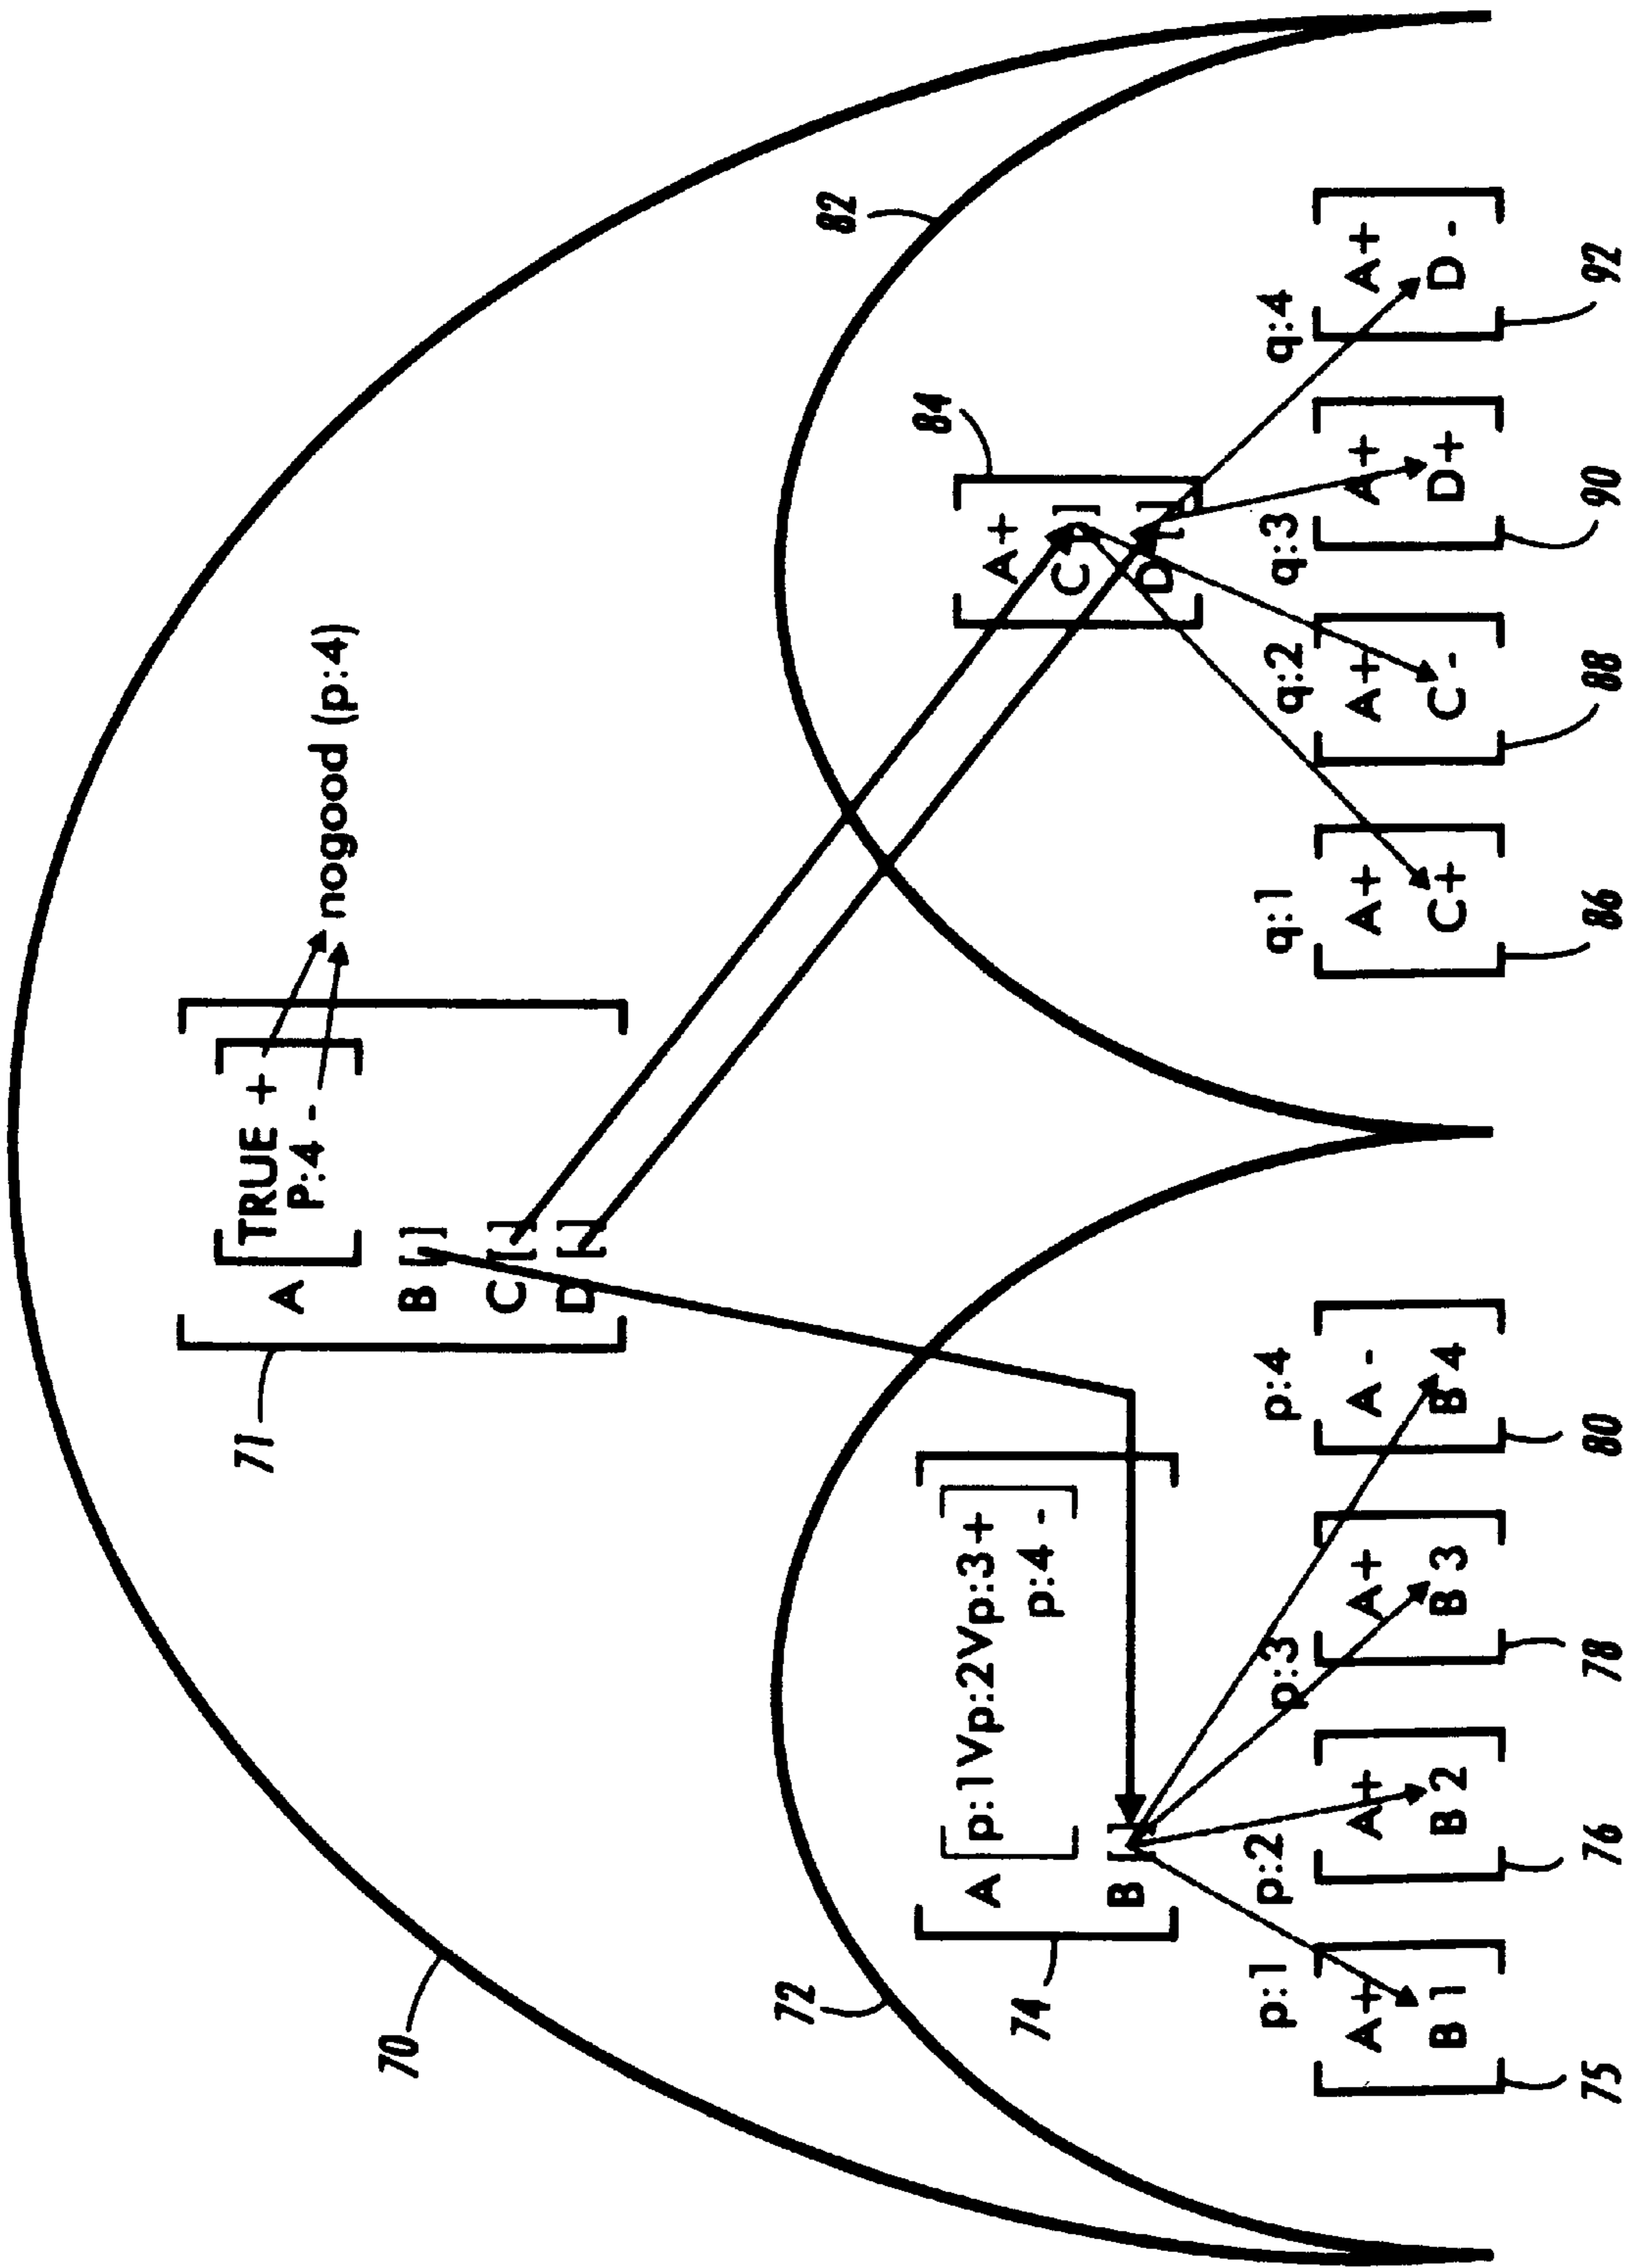 70
71
A
TRUE +
P:4 -
nogood (p:4)
B [ ]
C [ ]
D [ ]
72
74
A
p:1Vp:2Vp:3+
p:4 -
B [ ]
82
84
A+
C [ ]
D [ ]
p:1
A+
B 1
75
p:2
A+
B 2
76
p:3
A+
B 3
78
p:4
A -
B 4
80
q:1
A+
C+
86
q:2
A+
C -
88
q:3
A+
D+
90
q:4
A+
D -
92